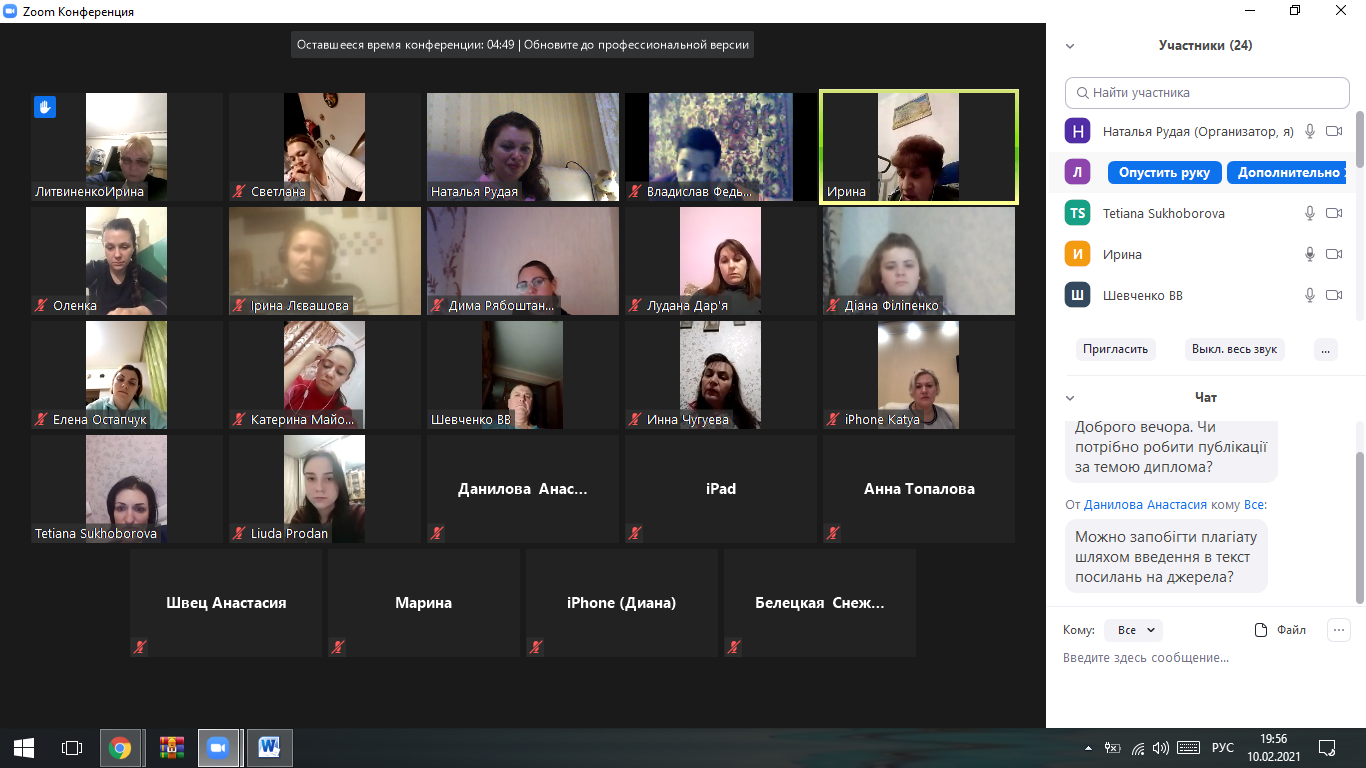 Zoom Конференция
Оставшееся время конференции: 04:49 | Обновите до профессиональной версии
ЛитвиненкоИрина
Светлана
Наталья Рудая
Владислав Федь...
Ирина
Оленка
Ірина Лєвашова
Дима Рябоштан...
Лудана Дар'я
Діана Філіпенко
Елена Остапчук
Катерина Майо...
Шевченко ВВ
Инна Чугуева
iPhone Katya
Tetiana Sukhoborova
Liuda Prodan
Данилова Анас...
iPad
Анна Топалова
Швец Анастасия
Марина
iPhone (Диана)
Белецкая Снеж...
Участники (24)
Найти участника
Н Наталья Рудая (Организатор, я)
Л Опустить руку Дополнительно
TS Tetiana Sukhoborova
И Ирина
Ш Шевченко ВВ
Пригласить Выкл. весь звук ...
Чат
Доброго вечора. Чи
потрібно робити публікації
за темою диплома?
От Данилова Анастасия кому Все:
Можно запобігти плагіату
шляхом введення в текст
посилань на джерела?
Кому: Все Файл ...
Введите здесь сообщение...
РУС
19:56
10.02.2021